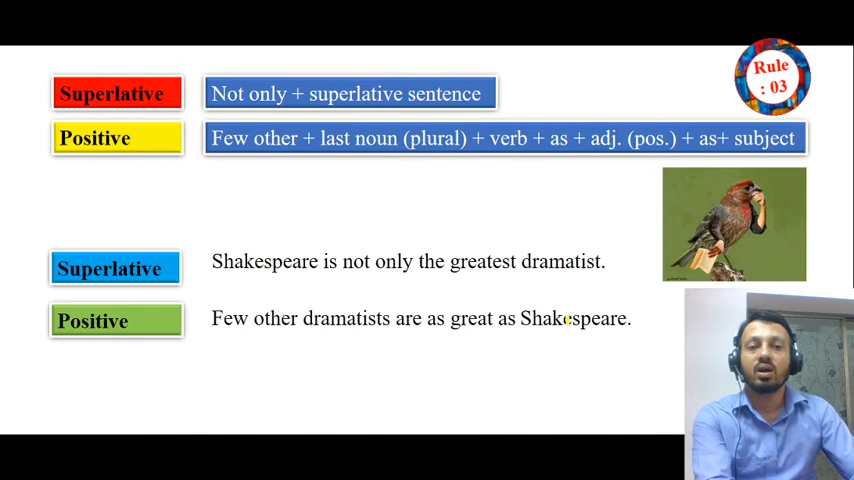 Rule
: 03
Superlative
Not only + superlative sentence
Positive
Few other + last noun (plural) + verb + as + adj. (pos.) + as+ subject
Superlative
Shakespeare is not only the greatest dramatist.
Positive
Few other dramatists are as great as Shakespeare.